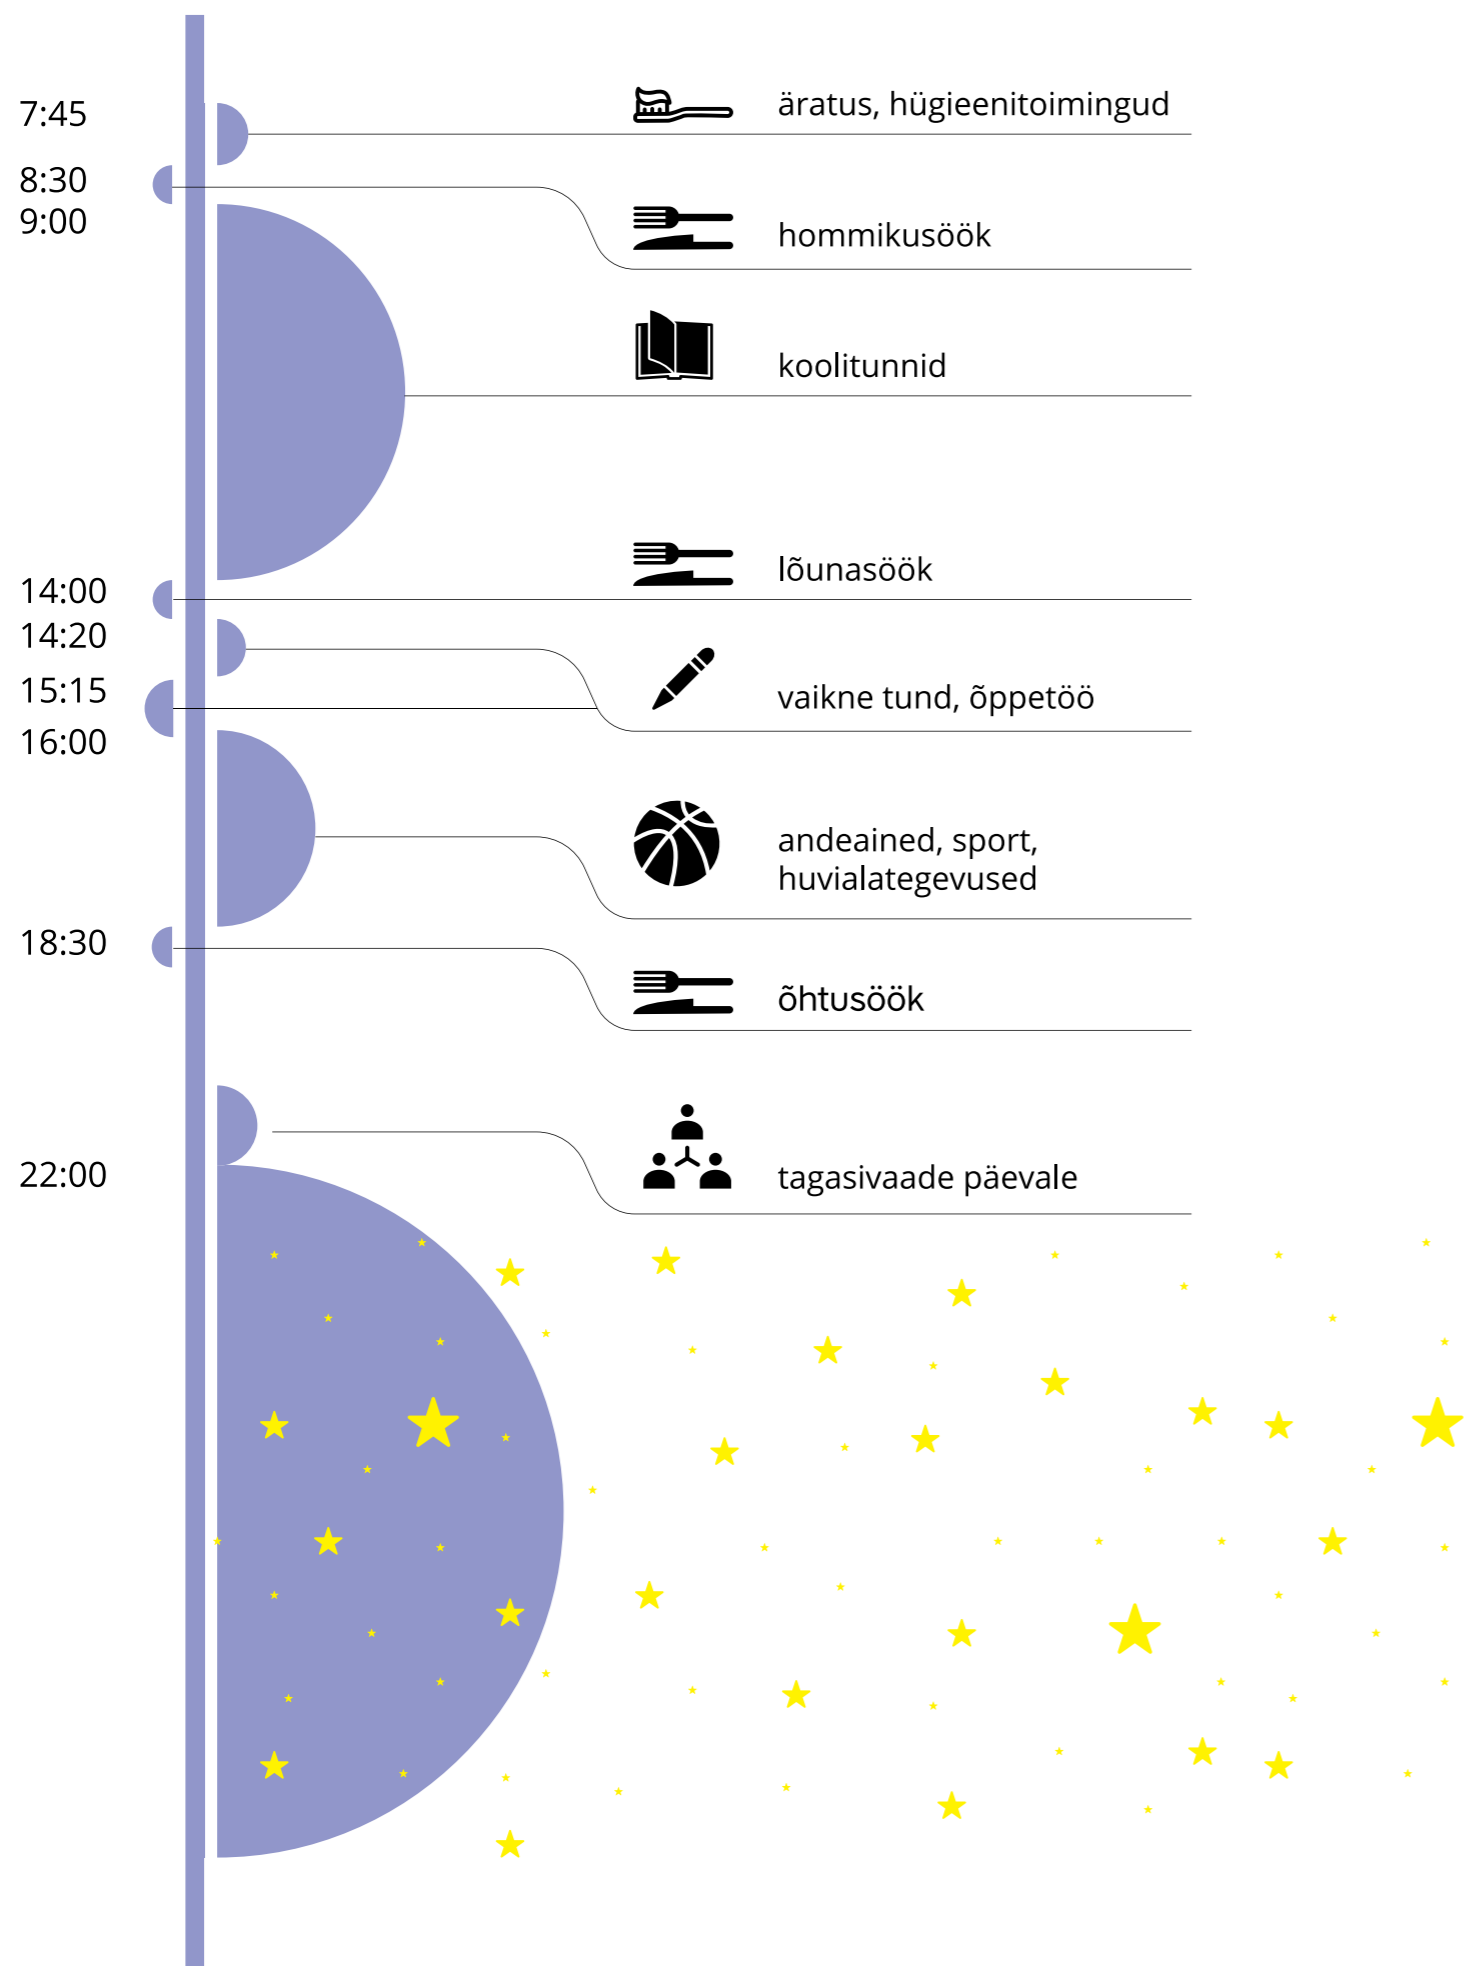 7:45
äratus, hügieenitoimingud
8:30
9:00
hommikusöök
koolitunnid
lõunasöök
14:00
14:20
15:15
vaikne tund, õppetöö
16:00
andeained, sport,
huvialategevused
18:30
õhtusöök
22:00
tagasivaade päevale